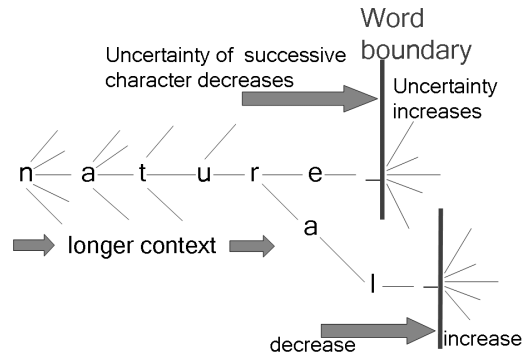 Word
boundary
Uncertainty of successive
character decreases
Uncertainty
increases
n a t u r e _
a
longer context
l _
decrease
increase